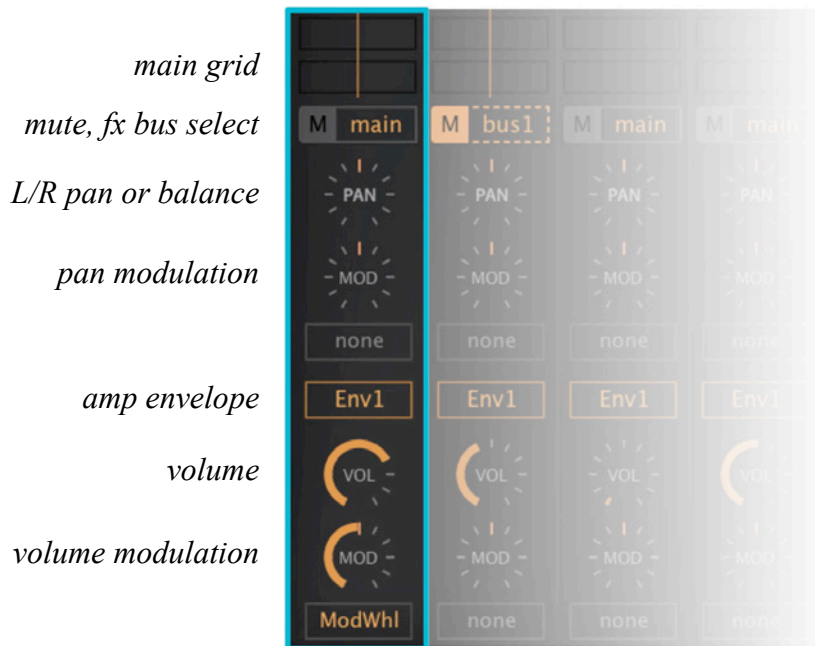 main grid
mute, fx bus select M main M bus1 M main M main
L/R pan or balance PAN PAN PAN PAN
pan modulation MOD MOD MOD MOD
none none none none
amp envelope Env1 Env1 Env1 Env1
volume VOL VOL VOL VOL
volume modulation MOD MOD MOD MOD
ModWhl none none none